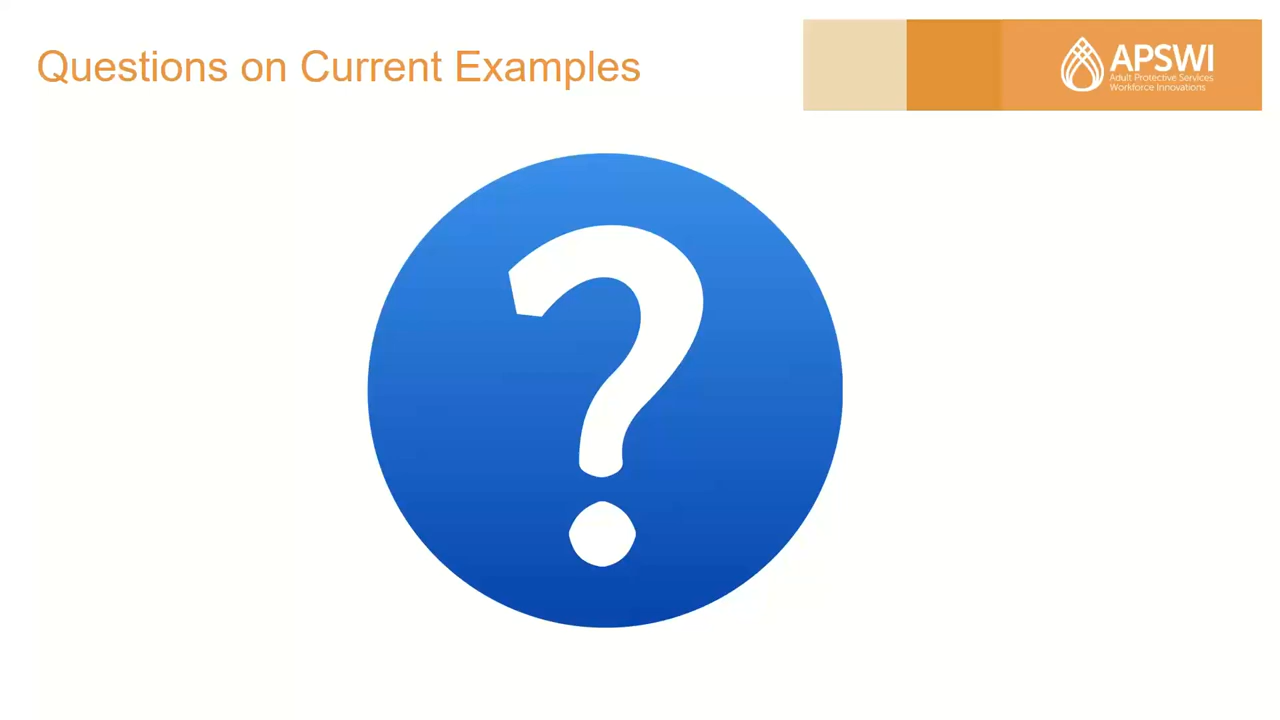 Questions on Current Examples
APSWI
Adult Protective Services
Workforce Innovations
?